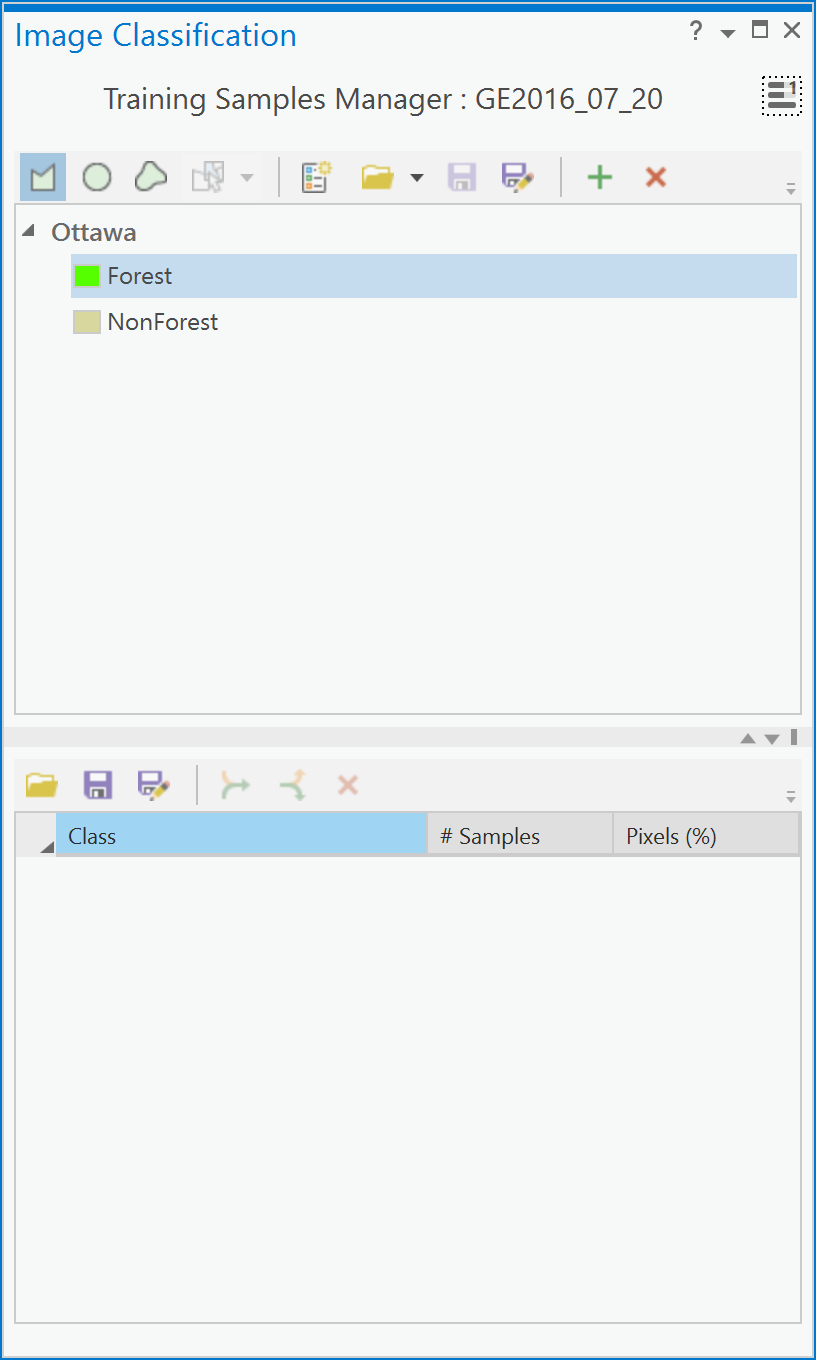 Image Classification
?
Training Samples Manager : GE2016_07_20
1
Ottawa
Forest
NonForest
Class # Samples Pixels (%)